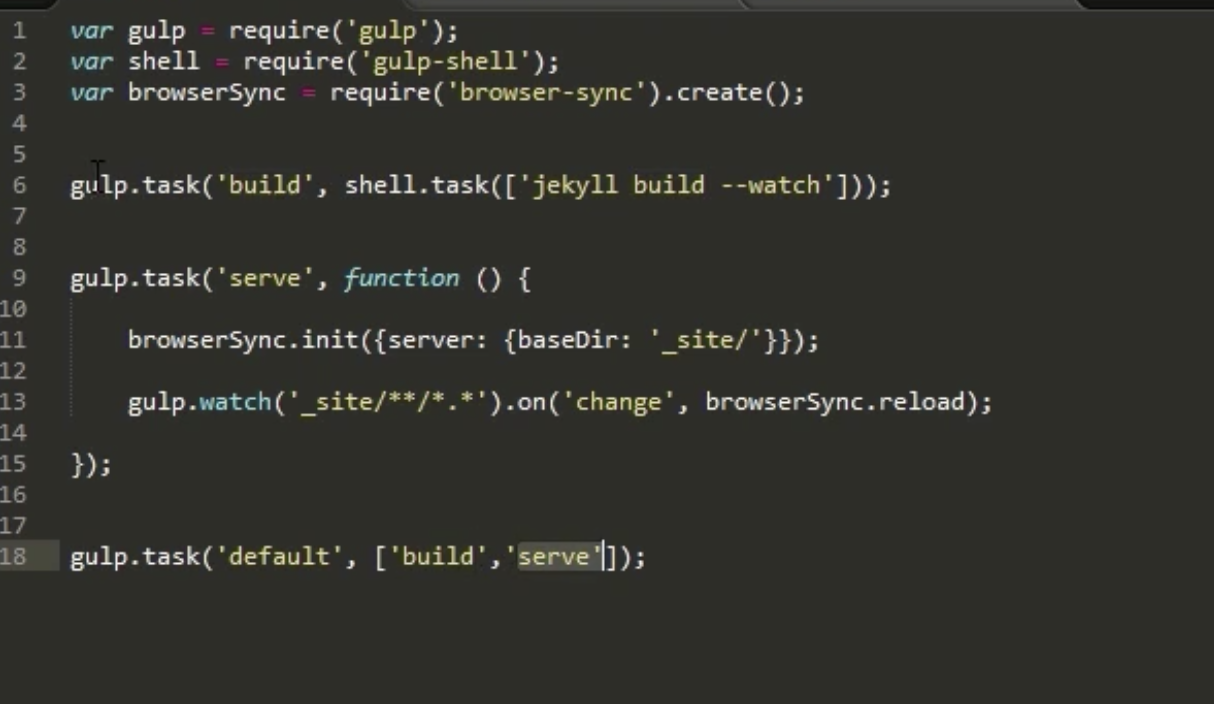 1 var gulp = require('gulp');
2 var shell = require('gulp-shell');
3 var browserSync = require('browser-sync').create();
4
5
6 gulp.task('build', shell.task(['jekyll build --watch']));
7
8
9 gulp.task('serve', function () {
10
11 browserSync.init({server: {baseDir: '_site/'}});
12
13 gulp.watch('_site/**/*.*').on('change', browserSync.reload);
14
15 });
16
17
18 gulp.task('default', ['build','serve']);